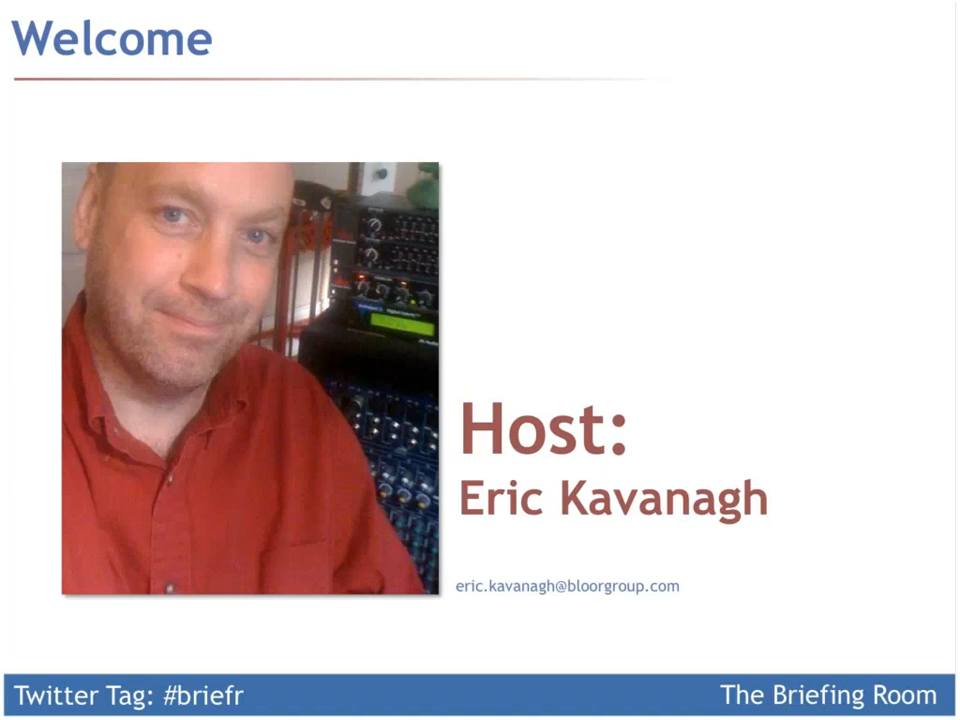 Welcome
Host:
Eric Kavanagh
eric.kavanagh@bloorgroup.com
Twitter Tag: #briefr
The Briefing Room